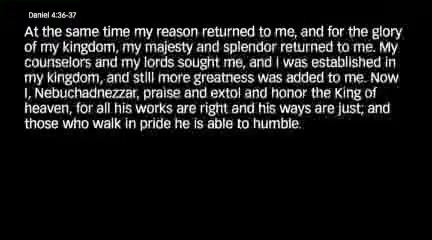 Daniel 4:36-37
At the same time my reason returned to me, and for the glory
of my kingdom, my majesty and splendor returned to me. My
counselors and my lords sought me, and I was established in
my kingdom, and still more greatness was added to me. Now
I, Nebuchadnezzar, praise and extol and honor the King of
heaven, for all his works are right and his ways are just; and
those who walk in pride he is able to humble.